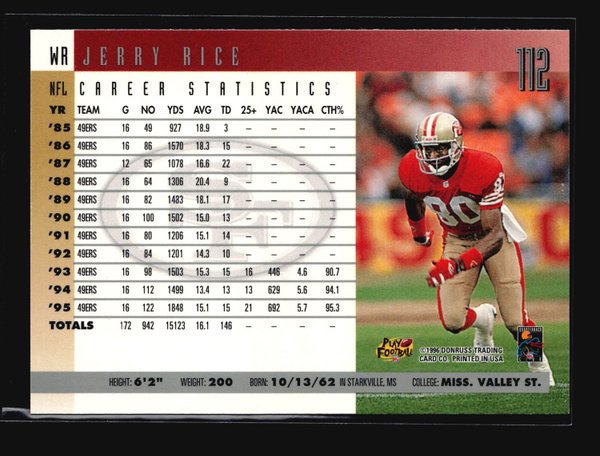 WR JERRY RICE 112
NFL CAREER STATISTICS
YR TEAM G NO YDS AVG TD 25+ YAC YACA CTH%
'85 49ERS 16 49 927 18.9 3 – – – –
'86 49ERS 16 86 1570 18.3 15 – – – –
'87 49ERS 12 65 1078 16.6 22 – – – –
'88 49ERS 16 64 1306 20.4 9 – – – –
'89 49ERS 16 82 1483 18.1 17 – – – –
'90 49ERS 16 100 1502 15.0 13 – – – –
'91 49ERS 16 80 1206 15.1 14 – – – –
'92 49ERS 16 84 1201 14.3 10 – – – –
'93 49ERS 16 98 1503 15.3 15 16 446 4.6 90.7
'94 49ERS 16 112 1499 13.4 13 13 629 5.6 94.1
'95 49ERS 16 122 1848 15.1 15 21 692 5.7 95.3
TOTALS 172 942 15123 16.1 146
SF
80
80
PLAY FOOTBALL
©1996 DONRUSS TRADING
CARD CO. PRINTED IN USA
HEIGHT: 6'2" WEIGHT: 200 BORN: 10/13/62 IN STARKVILLE, MS COLLEGE: MISS. VALLEY ST.